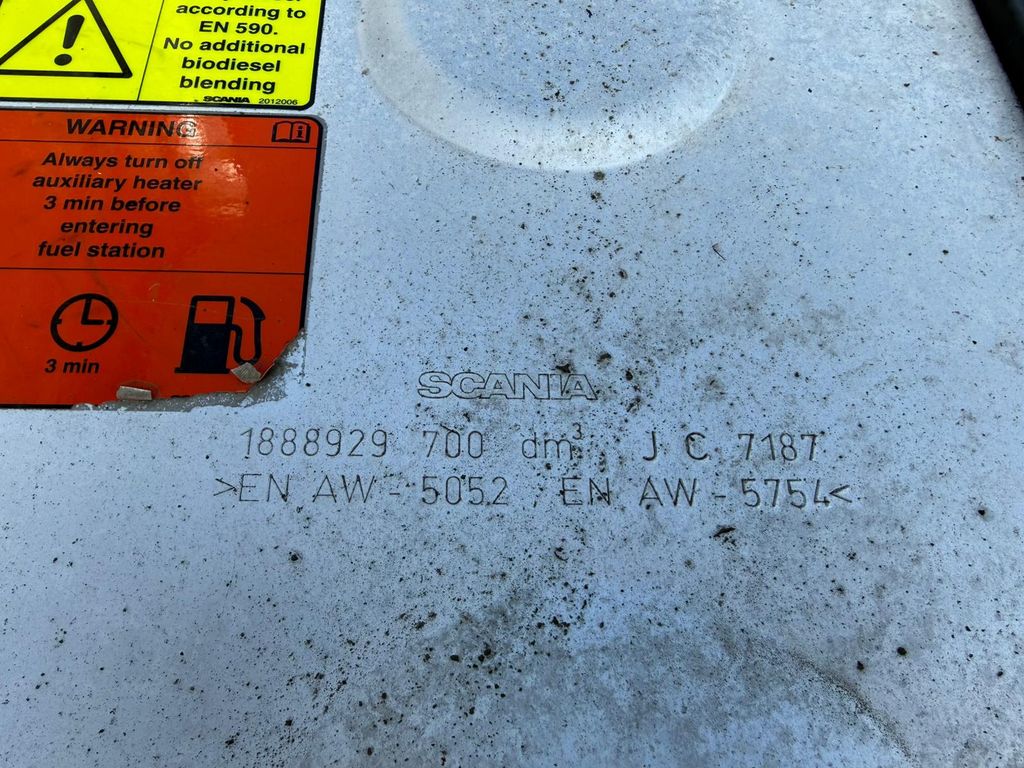 according to
EN 590.
No additional
biodiesel
blending
SCANIA 2012006
WARNING
Always turn off
auxiliary heater
3 min before
entering
fuel station
3 min
SCANIA
1888929 700 dm³ J C 7187
>EN AW-5052 / EN AW-5754<